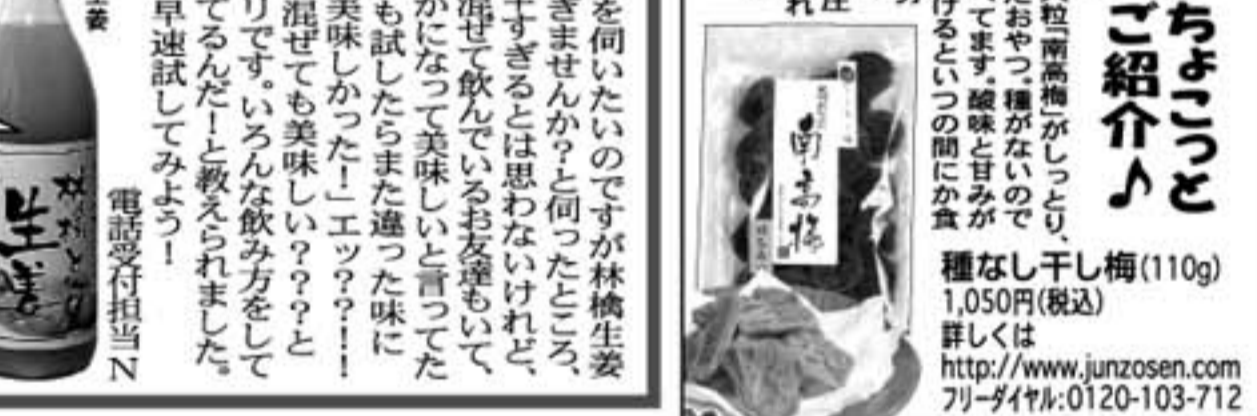 ちょこっと
ご紹介♪
粒「南高梅」がしっとり、
おやつ。種がないので
てます。酸味と甘みが
けるといつの間にか食
南高梅
種なし干し梅(110g)
1,050円(税込)
詳しくは
http://www.junzosen.com
フリーダイヤル:0120-103-712
を伺いたいのですが林檎生姜
ぎませんか?と伺ったところ、
すぎるとは思わないけれど、
混ぜて飲んでいるお友達もいて、
かになって美味しいと言ってた
も試したらまた違った味に
美味しかった!」エッ??!!!
混ぜても美味しい????と
リです。いろんな飲み方をして
てるんだ!と教えられました。
早速試してみよう!
電話受付担当N